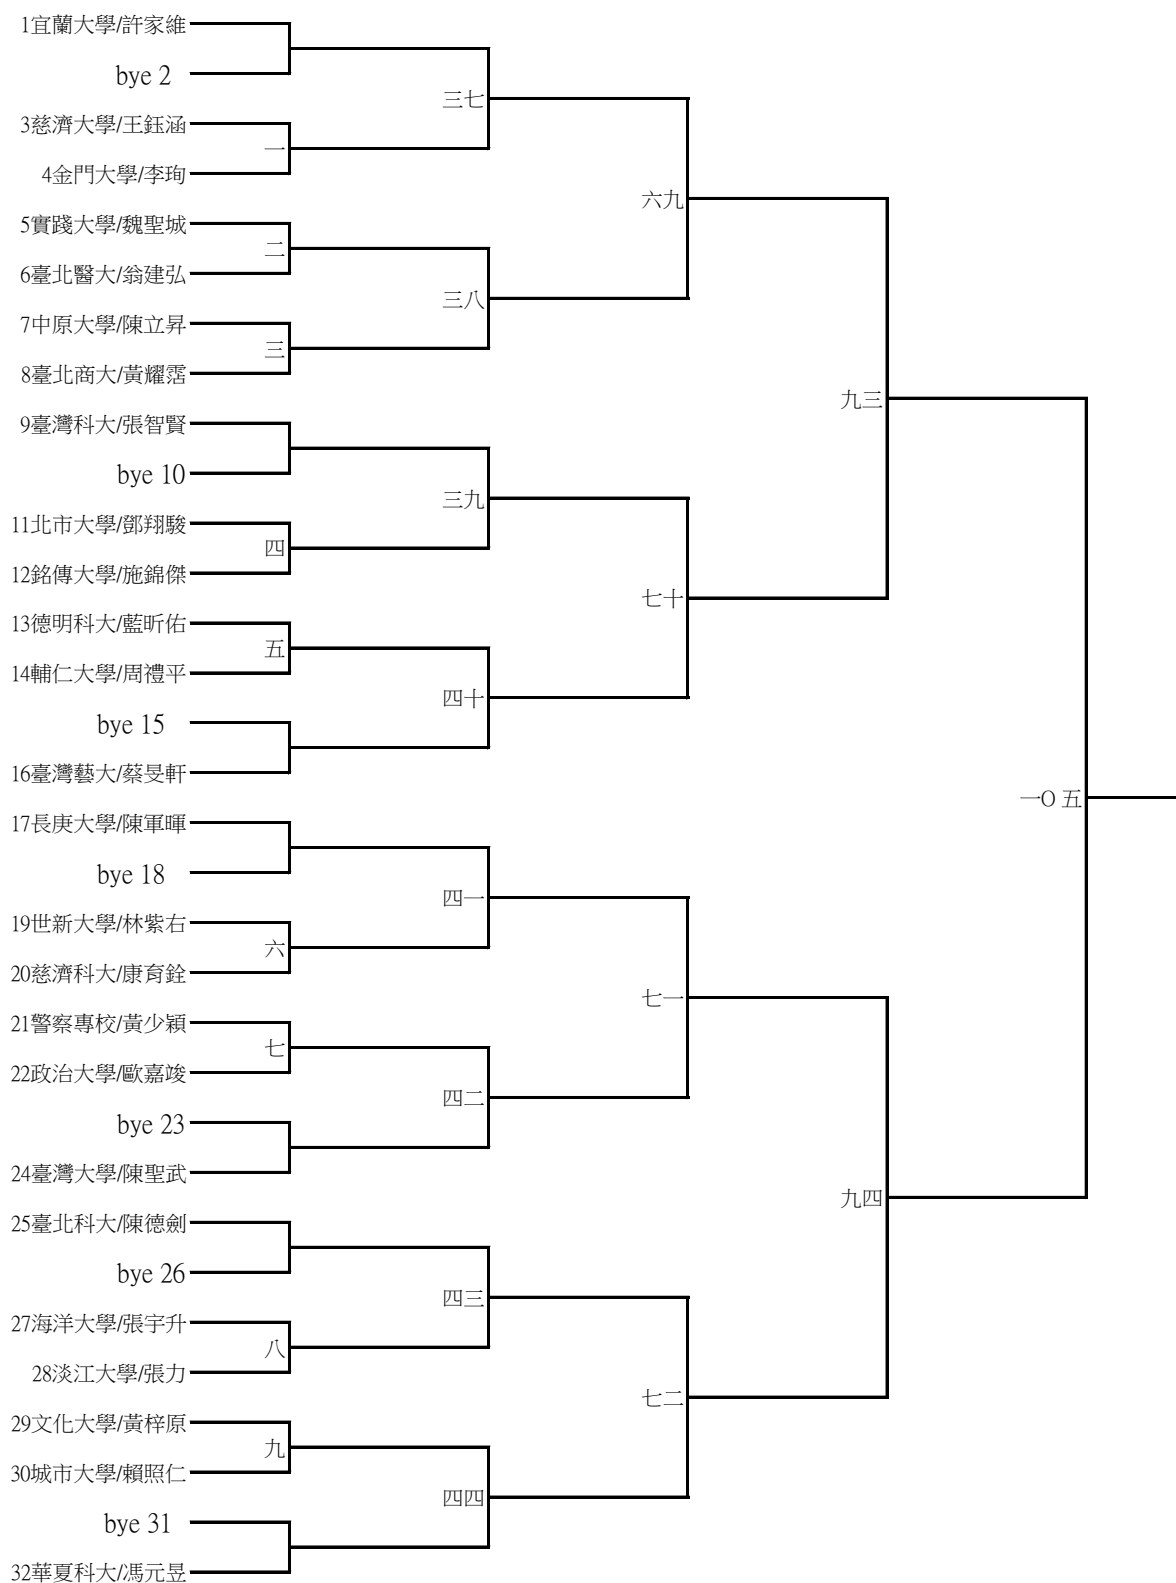 1宜蘭大學/許家維
bye 2
三七
3慈濟大學/王鈺涵
一
4金門大學/李珣
六九
5實踐大學/魏聖城
二
6臺北醫大/翁建弘
三八
7中原大學/陳立昇
三
8臺北商大/黃耀霑
九三
9臺灣科大/張智賢
bye 10
三九
11北市大學/鄧翔駿
四
12銘傳大學/施錦傑
七十
13德明科大/藍昕佑
五
14輔仁大學/周禮平
四十
bye 15
16臺灣藝大/蔡旻軒
一O 五
17長庚大學/陳軍暉
bye 18
四一
19世新大學/林紫右
六
20慈濟科大/康育銓
七一
21警察專校/黃少穎
七
22政治大學/歐嘉竣
四二
bye 23
24臺灣大學/陳聖武
九四
25臺北科大/陳德劍
bye 26
四三
27海洋大學/張宇升
八
28淡江大學/張力
七二
29文化大學/黃梓原
九
30城市大學/賴照仁
四四
bye 31
32華夏科大/馮元昱